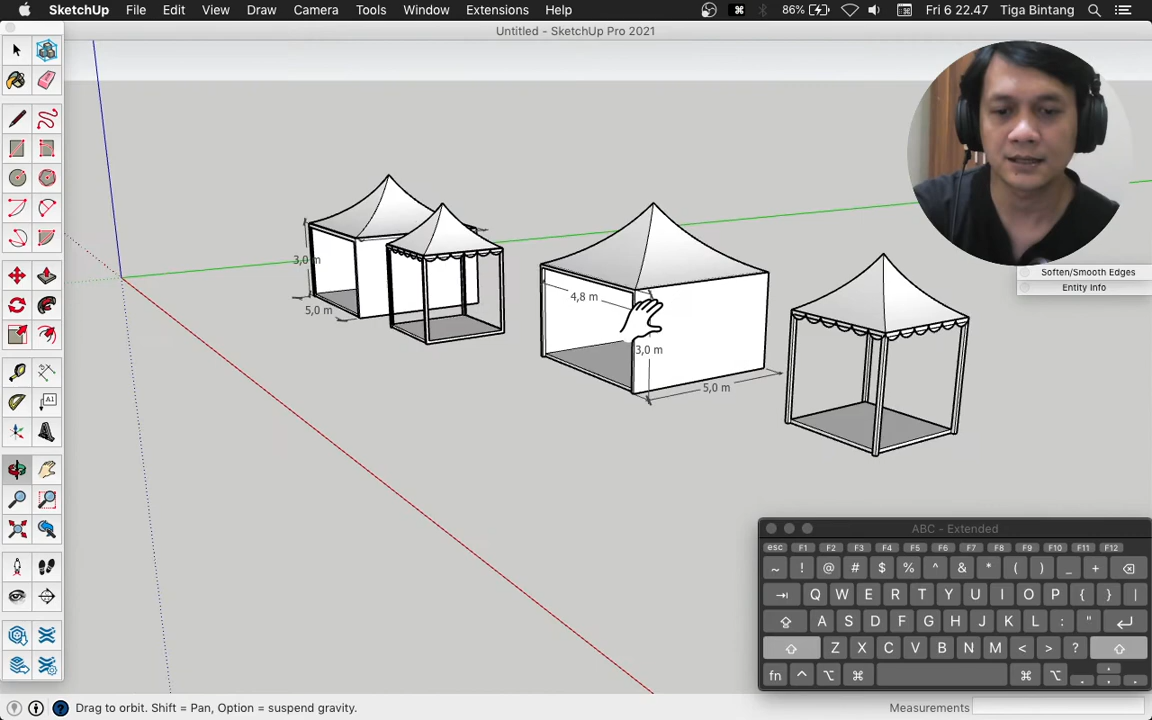 SketchUp File Edit View Draw Camera Tools Window Extensions Help 86% Fri 6 22.47 Tiga Bintang
Untitled - SketchUp Pro 2021
Soften/Smooth Edges
Entity Info
A1
3,0 m
5,0 m
4,8 m
3,0 m
5,0 m
ABC - Extended
esc F1 F2 F3 F4 F5 F6 F7 F8 F9 F10 F11 F12
~ ! @ # $ % ^ & * ( ) _ +
Q W E R T Y U I O P { } |
A S D F G H J K L : "
Z X C V B N M < > ?
fn ^ ⌥ ⌘ ⌘ ⌥
Drag to orbit. Shift = Pan, Option = suspend gravity.
Measurements